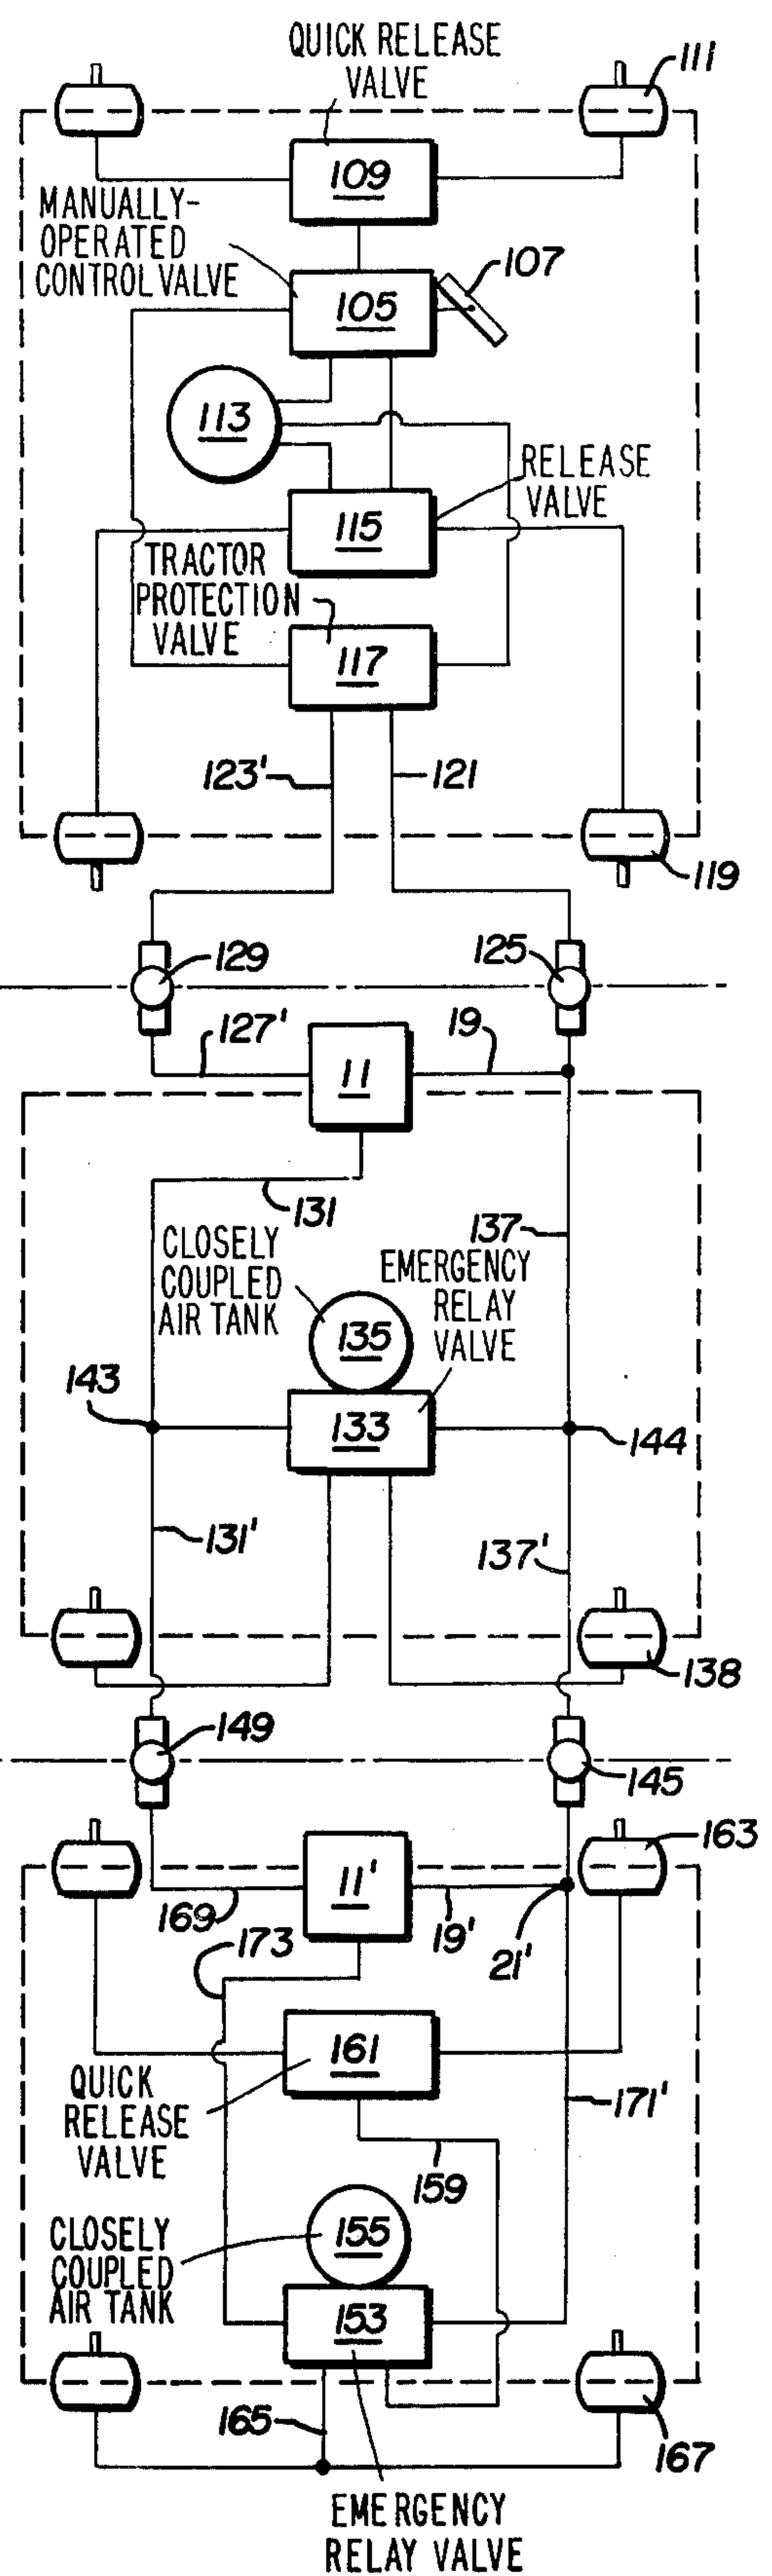 QUICK RELEASE
VALVE
111
109
MANUALLY-
OPERATED
CONTROL VALVE
107
105
113
RELEASE
VALVE
115
TRACTOR
PROTECTION
VALVE
117
123'
121
119
129
125
127'
19
11
131
137
CLOSELY
COUPLED
AIR TANK
EMERGENCY
RELAY
VALVE
135
143
133
144
131'
137'
138
149
145
163
11'
169
19'
21'
173
161
QUICK
RELEASE
VALVE
171'
159
CLOSELY
COUPLED
AIR TANK
155
153
165
167
EMERGENCY
RELAY VALVE